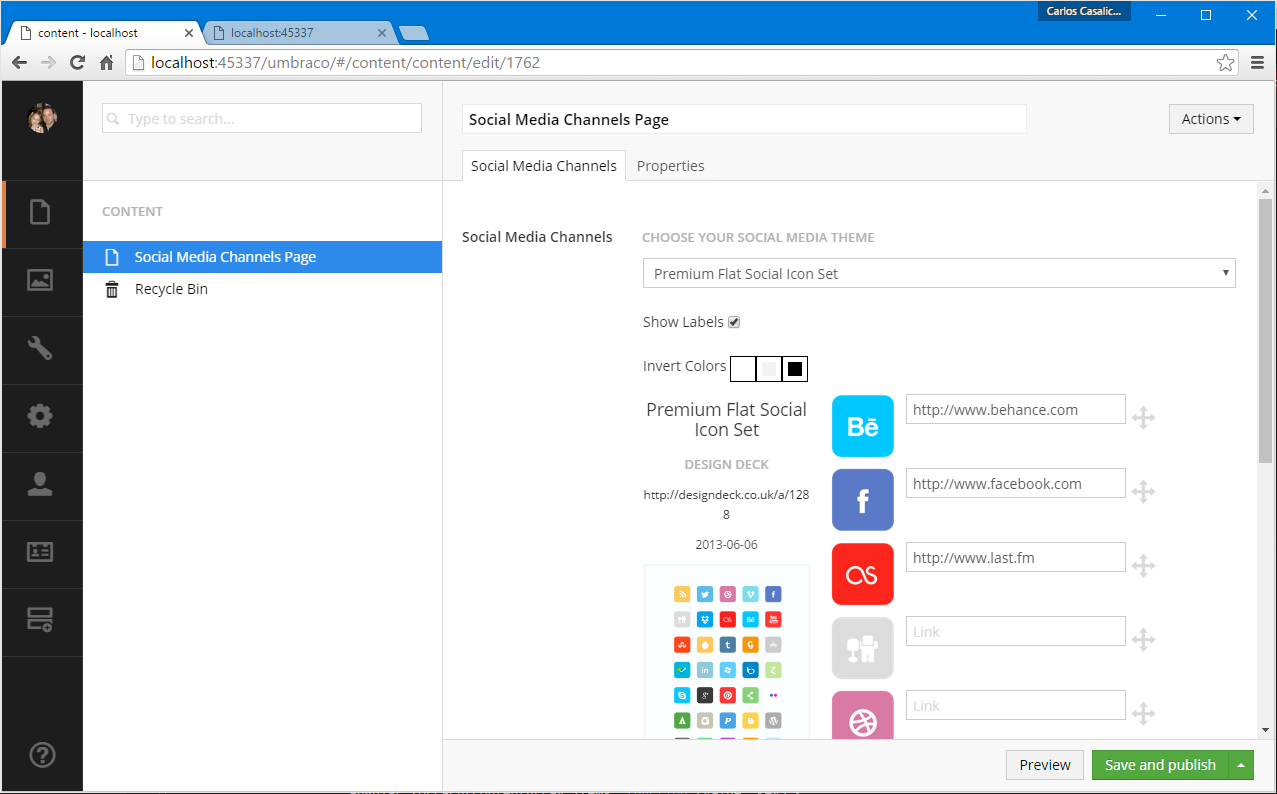 Carlos Casalic...
content - localhost
localhost:45337
localhost:45337/umbraco/#/content/content/edit/1762
Type to search...
Social Media Channels Page
Actions
Social Media Channels
Properties
CONTENT
Social Media Channels Page
Recycle Bin
Social Media Channels
CHOOSE YOUR SOCIAL MEDIA THEME
Premium Flat Social Icon Set
Show Labels
Invert Colors
Premium Flat Social
Icon Set
DESIGN DECK
http://designdeck.co.uk/a/128
8
2013-06-06
Bē
http://www.behance.com
f
http://www.facebook.com
http://www.last.fm
Link
Link
Preview
Save and publish